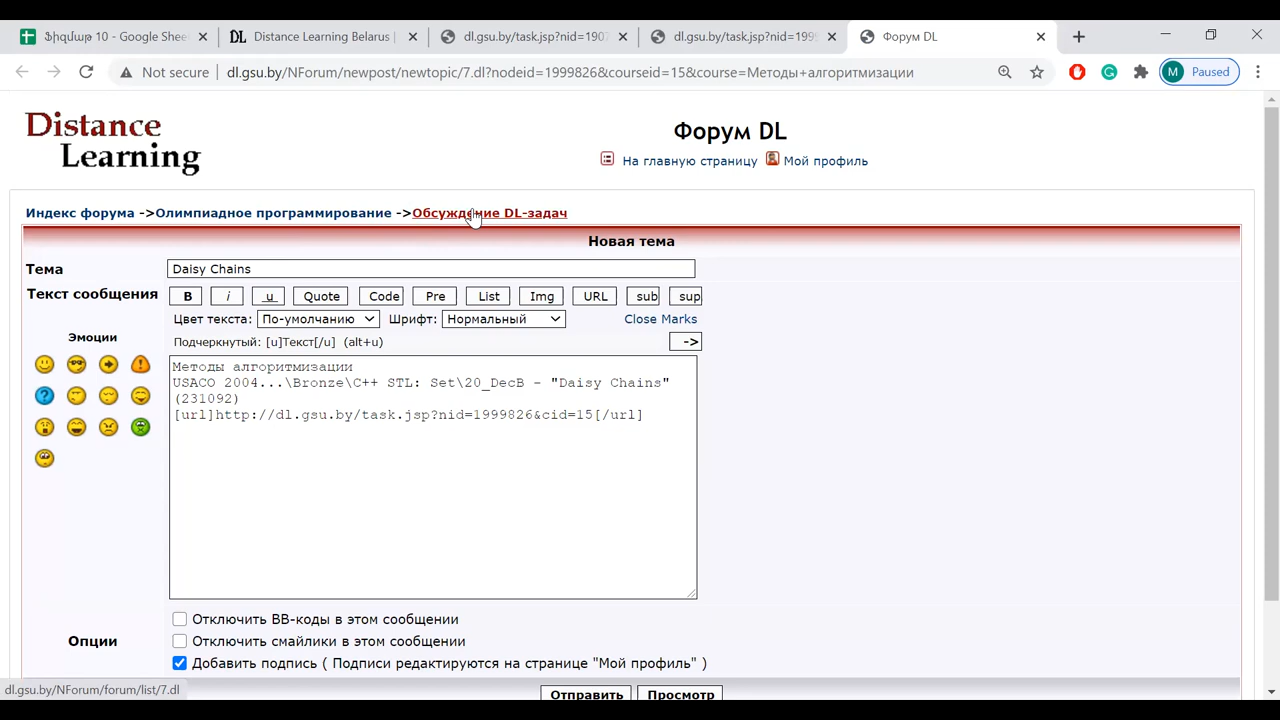 Ֆիզմաթ 10 - Google Shee
Distance Learning Belarus |
dl.gsu.by/task.jsp?nid=1907
dl.gsu.by/task.jsp?nid=1999
Форум DL
Not secure
dl.gsu.by/NForum/newpost/newtopic/7.dl?nodeid=1999826&courseid=15&course=Методы+алгоритмизации
M Paused
Distance
Learning
Форум DL
На главную страницу Мой профиль
Индекс форума ->Олимпиадное программирование ->Обсуждение DL-задач
Новая тема
Тема
Daisy Chains
Текст сообщения
B i u Quote Code Pre List Img URL sub sup
Цвет текста: По-умолчанию Шрифт: Нормальный Close Marks
Эмоции
Подчеркнутый: [u]Текст[/u] (alt+u)
->
Методы алгоритмизации
USACO 2004...\Bronze\C++ STL: Set\20_DecB - "Daisy Chains"
(231092)
[url]http://dl.gsu.by/task.jsp?nid=1999826&cid=15[/url]
Отключить BB-коды в этом сообщении
Опции
Отключить смайлики в этом сообщении
Добавить подпись ( Подписи редактируются на странице "Мой профиль" )
Отправить Просмотр
dl.gsu.by/NForum/forum/list/7.dl